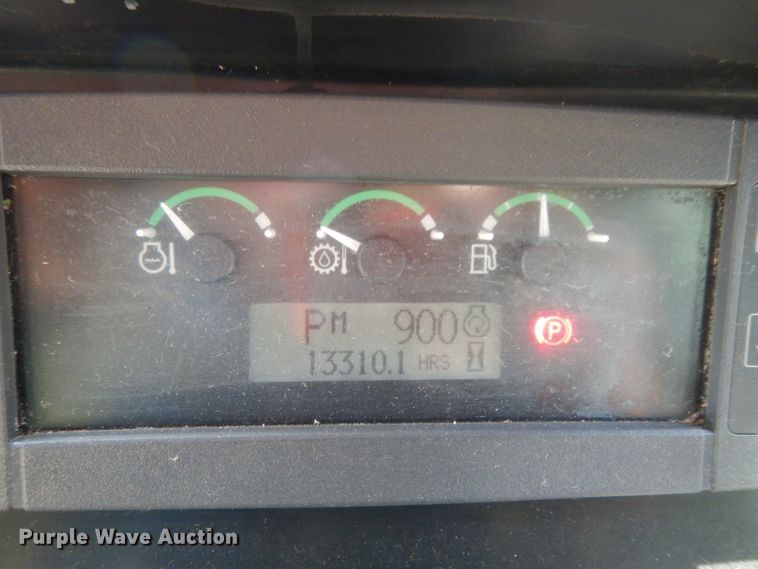 PM 900
13310.1 HRS
P
Purple Wave Auction